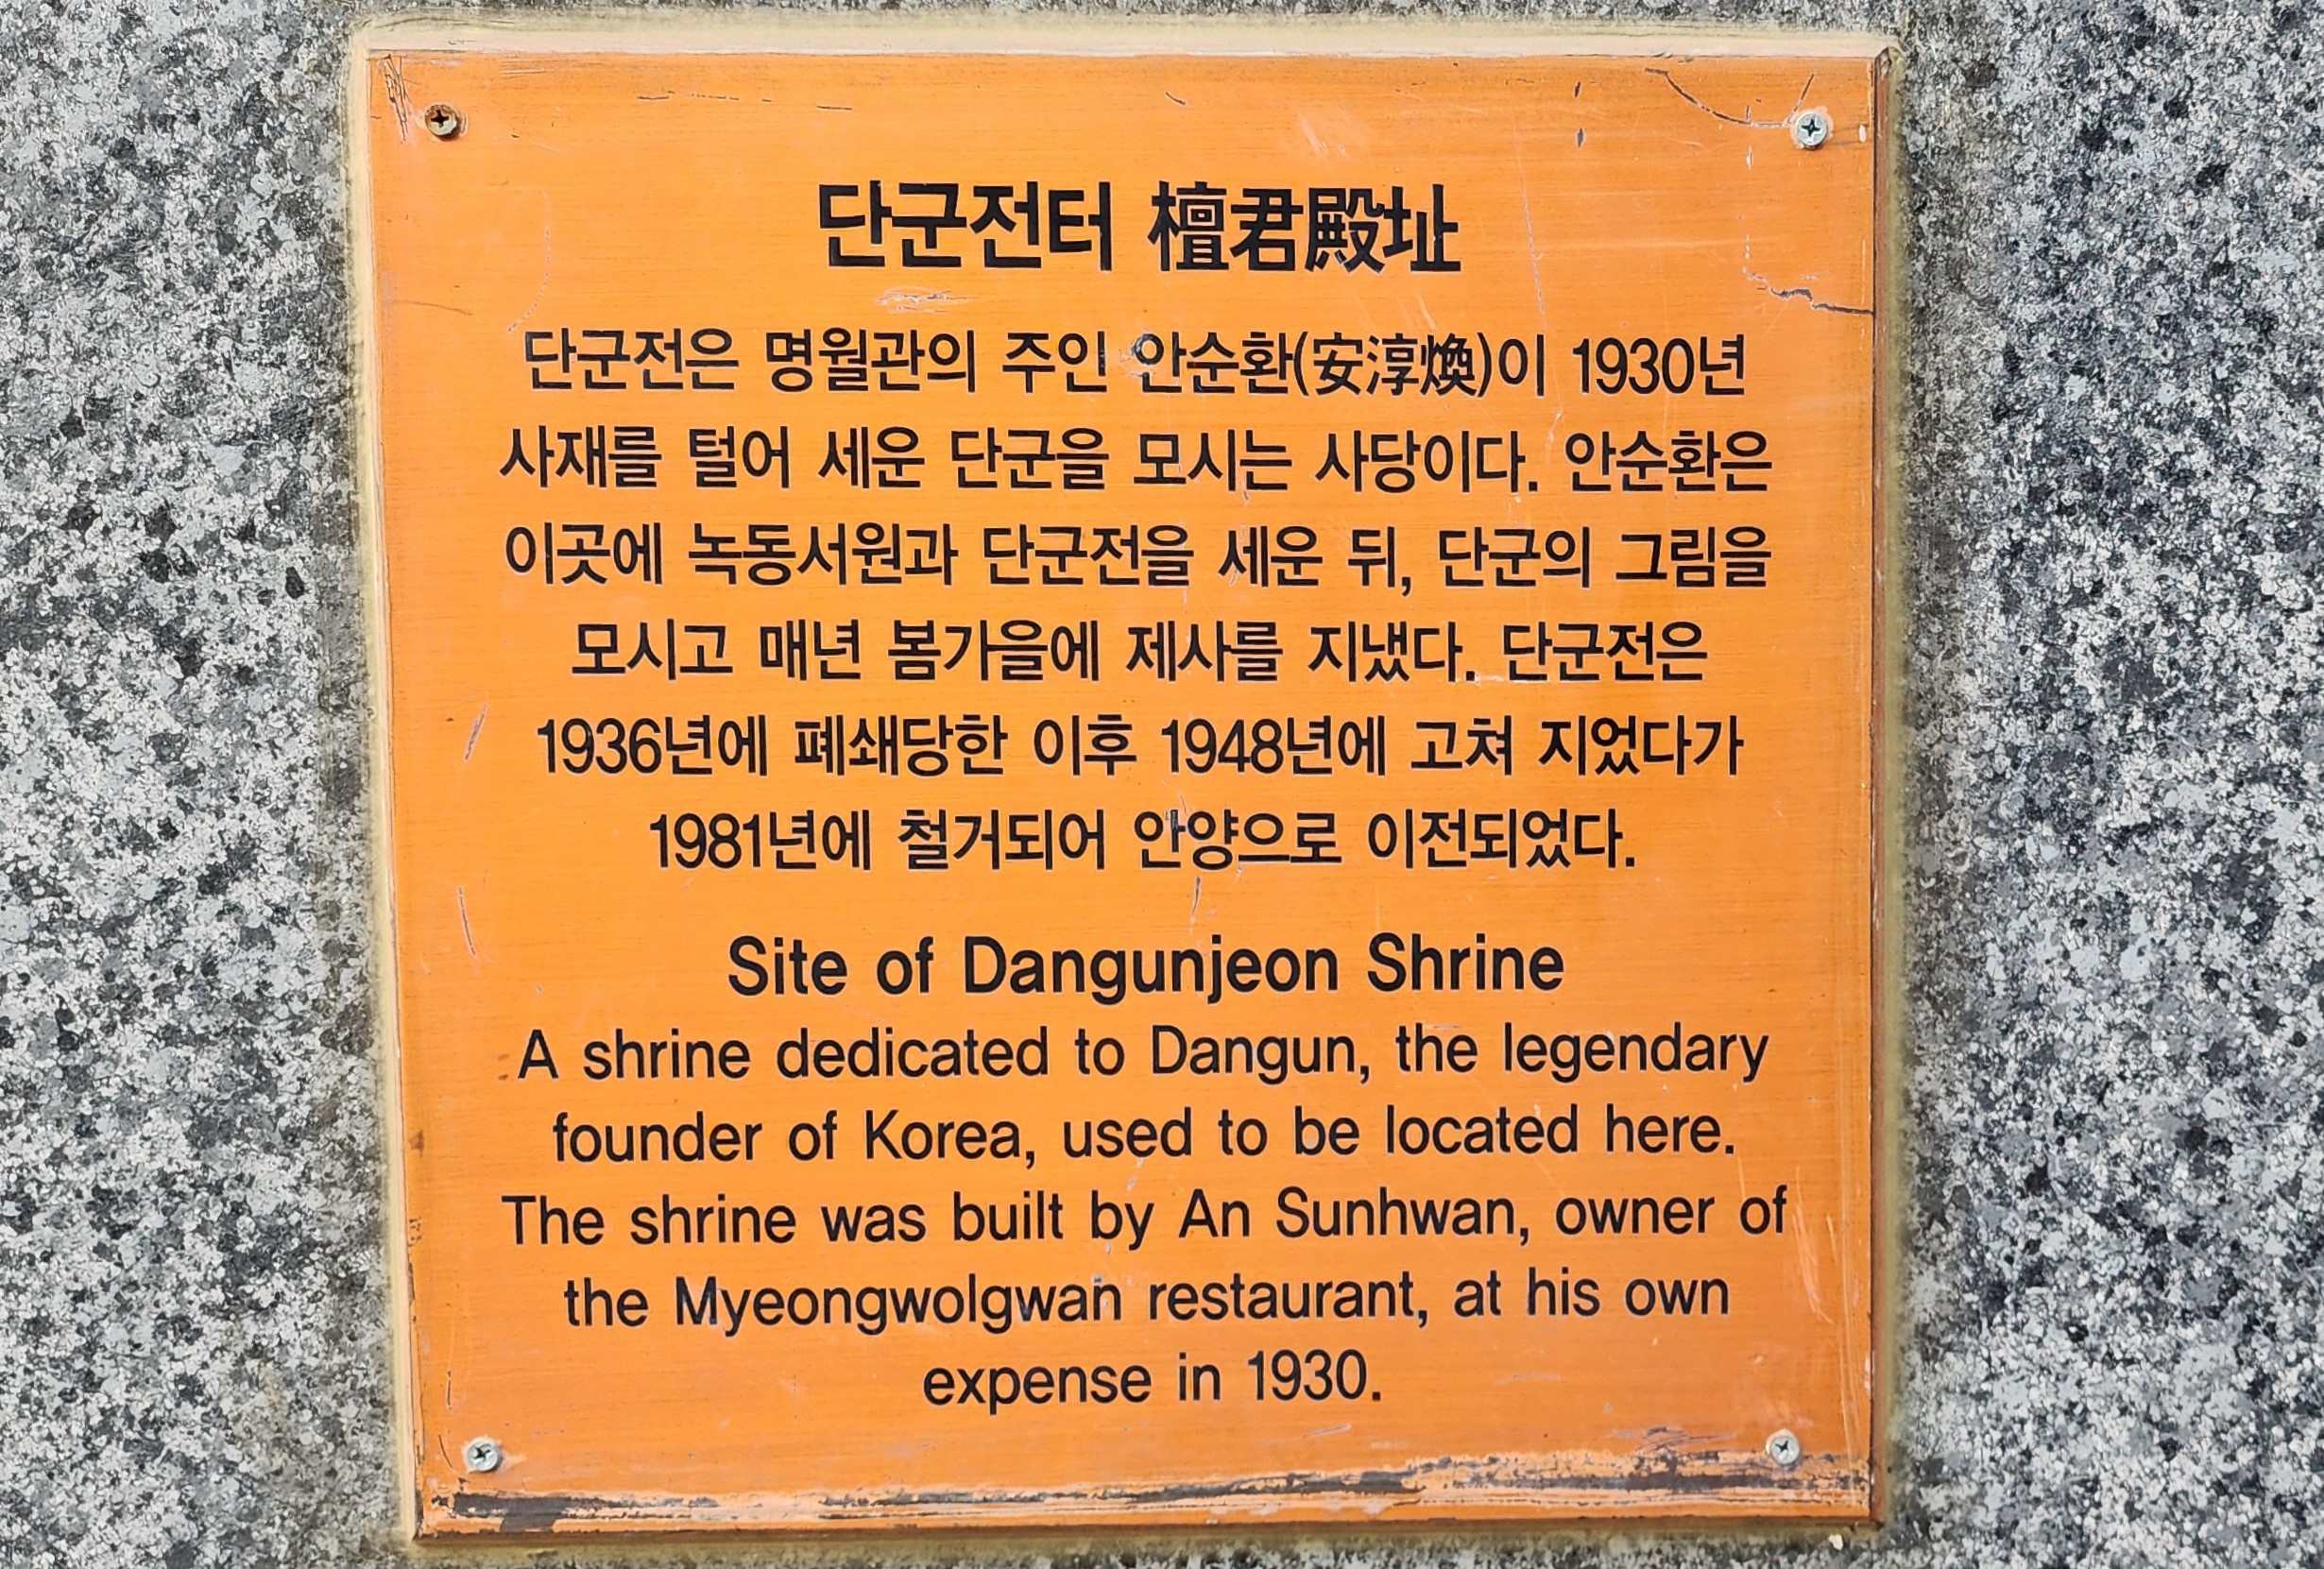 단군전터 檀君殿址
단군전은 명월관의 주인 안순환(安淳煥)이 1930년
사재를 털어 세운 단군을 모시는 사당이다. 안순환은
이곳에 녹동서원과 단군전을 세운 뒤, 단군의 그림을
모시고 매년 봄가을에 제사를 지냈다. 단군전은
1936년에 폐쇄당한 이후 1948년에 고쳐 지었다가
1981년에 철거되어 안양으로 이전되었다.
Site of Dangunjeon Shrine
A shrine dedicated to Dangun, the legendary
founder of Korea, used to be located here.
The shrine was built by An Sunhwan, owner of
the Myeongwolgwan restaurant, at his own
expense in 1930.